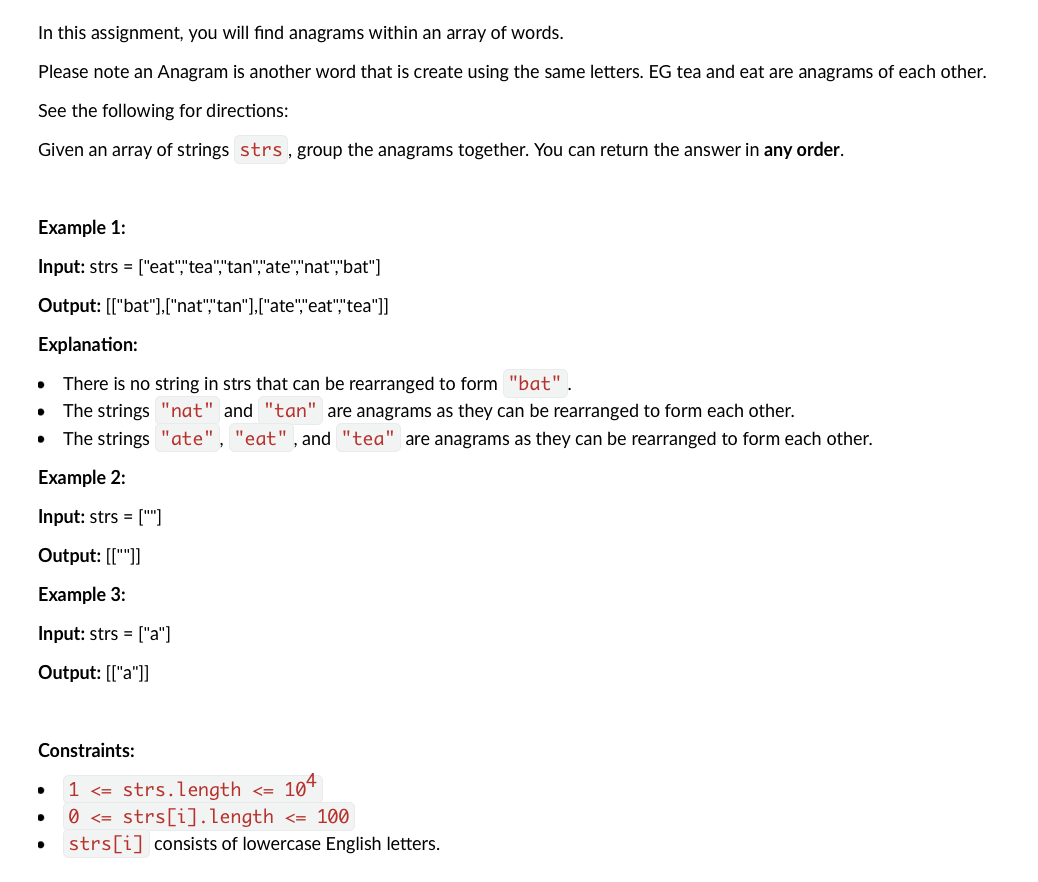 In this assignment, you will find anagrams within an array of words.
Please note an Anagram is another word that is create using the same letters. EG tea and eat are anagrams of each other.
See the following for directions:
Given an array of strings strs, group the anagrams together. You can return the answer in any order.
Example 1:
Input: strs = ["eat","tea","tan","ate","nat","bat"]
Output: [["bat"],["nat","tan"],["ate","eat","tea"]]
Explanation:
• There is no string in strs that can be rearranged to form "bat".
• The strings "nat" and "tan" are anagrams as they can be rearranged to form each other.
• The strings "ate", "eat", and "tea" are anagrams as they can be rearranged to form each other.
Example 2:
Input: strs = [""]
Output: [[""]]
Example 3:
Input: strs = ["a"]
Output: [["a"]]
Constraints:
• 1 <= strs.length <= 10⁴
• 0 <= strs[i].length <= 100
• strs[i] consists of lowercase English letters.